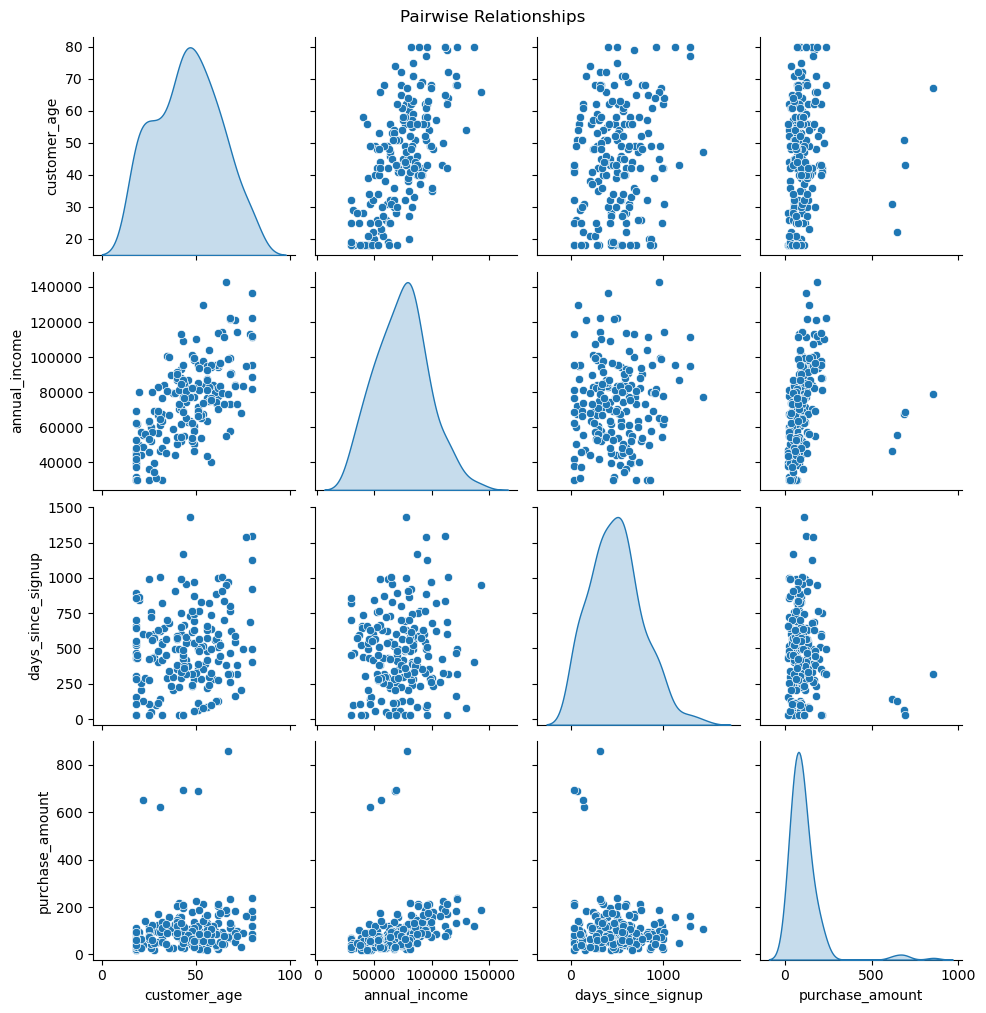 Pairwise Relationships
80
70
60
50
40
30
20
customer_age
140000
120000
100000
80000
60000
40000
annual_income
1500
1250
1000
750
500
250
0
days_since_signup
800
600
400
200
0
purchase_amount
0 50 100
0 50000 100000 150000
0 1000
0 500 1000
customer_age annual_income days_since_signup purchase_amount